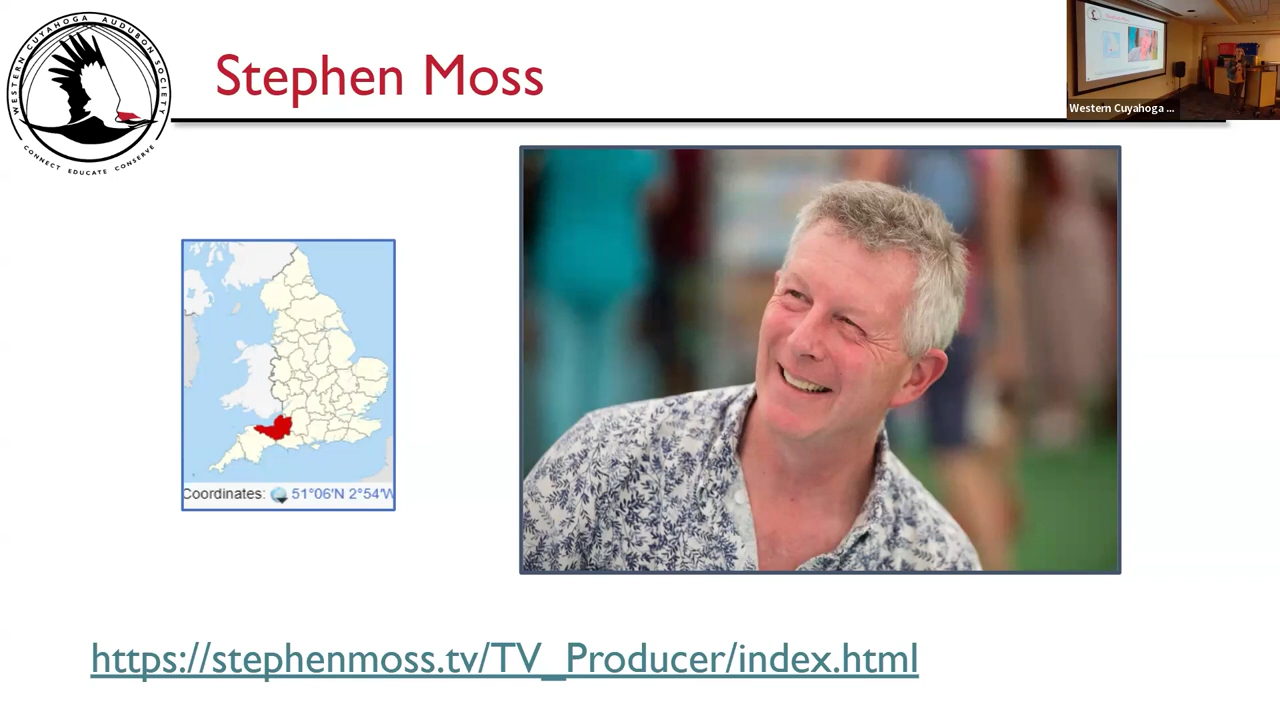 WESTERN CUYAHOGA AUDUBON SOCIETY
CONNECT EDUCATE CONSERVE
Stephen Moss
Western Cuyahoga ...
Coordinates: 51°06′N 2°54′W
https://stephenmoss.tv/TV_Producer/index.html